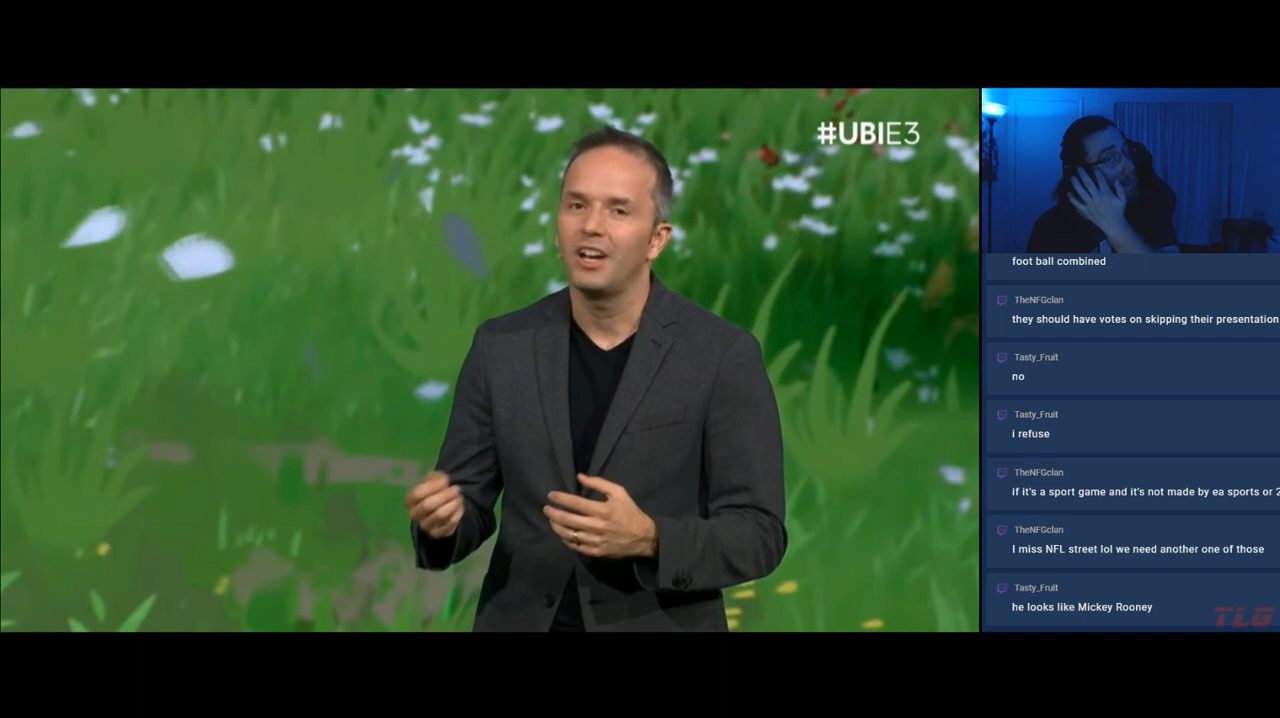 #UBIE3
foot ball combined
TheNFGclan
they should have votes on skipping their presentation
Tasty_Fruit
no
Tasty_Fruit
i refuse
TheNFGclan
if it's a sport game and it's not made by ea sports or 2
TheNFGclan
I miss NFL street lol we need another one of those
Tasty_Fruit
he looks like Mickey Rooney
TLG